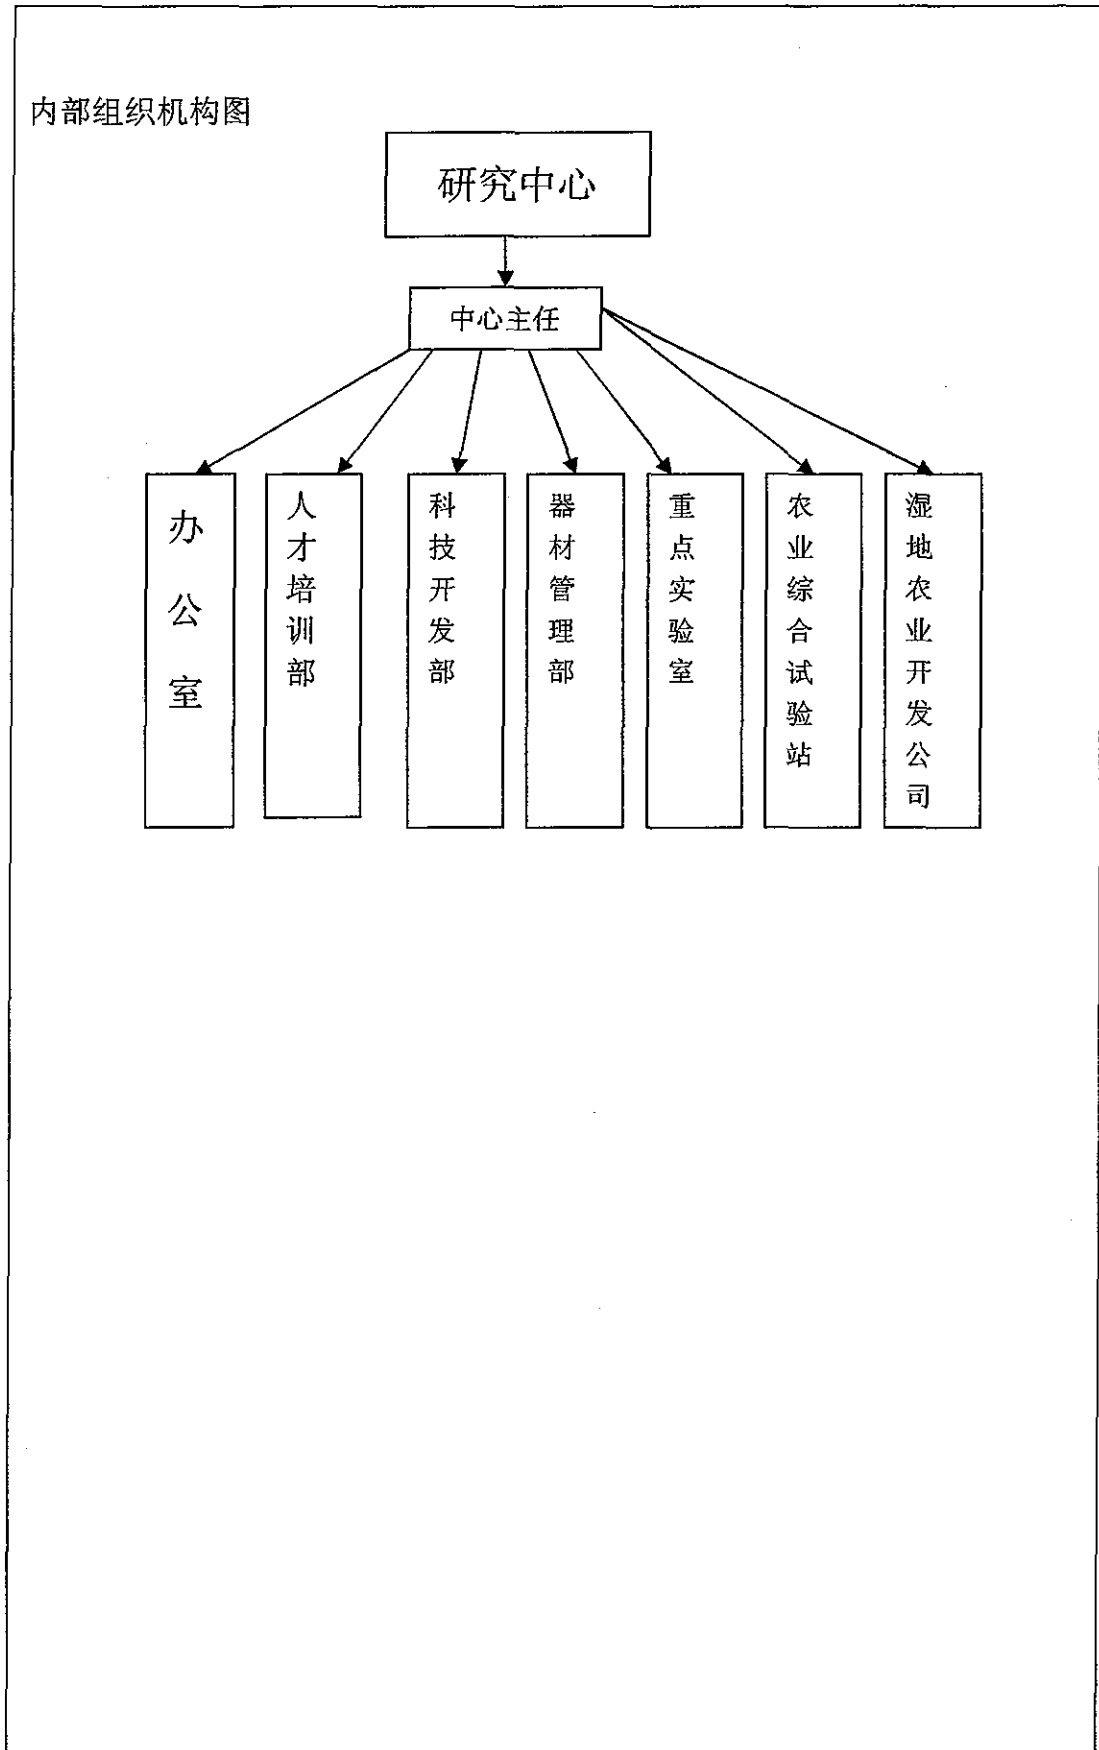 内部组织机构图
研究中心
中心主任
办公室
人才培训部
科技开发部
器材管理部
重点实验室
农业综合试验站
湿地农业开发公司